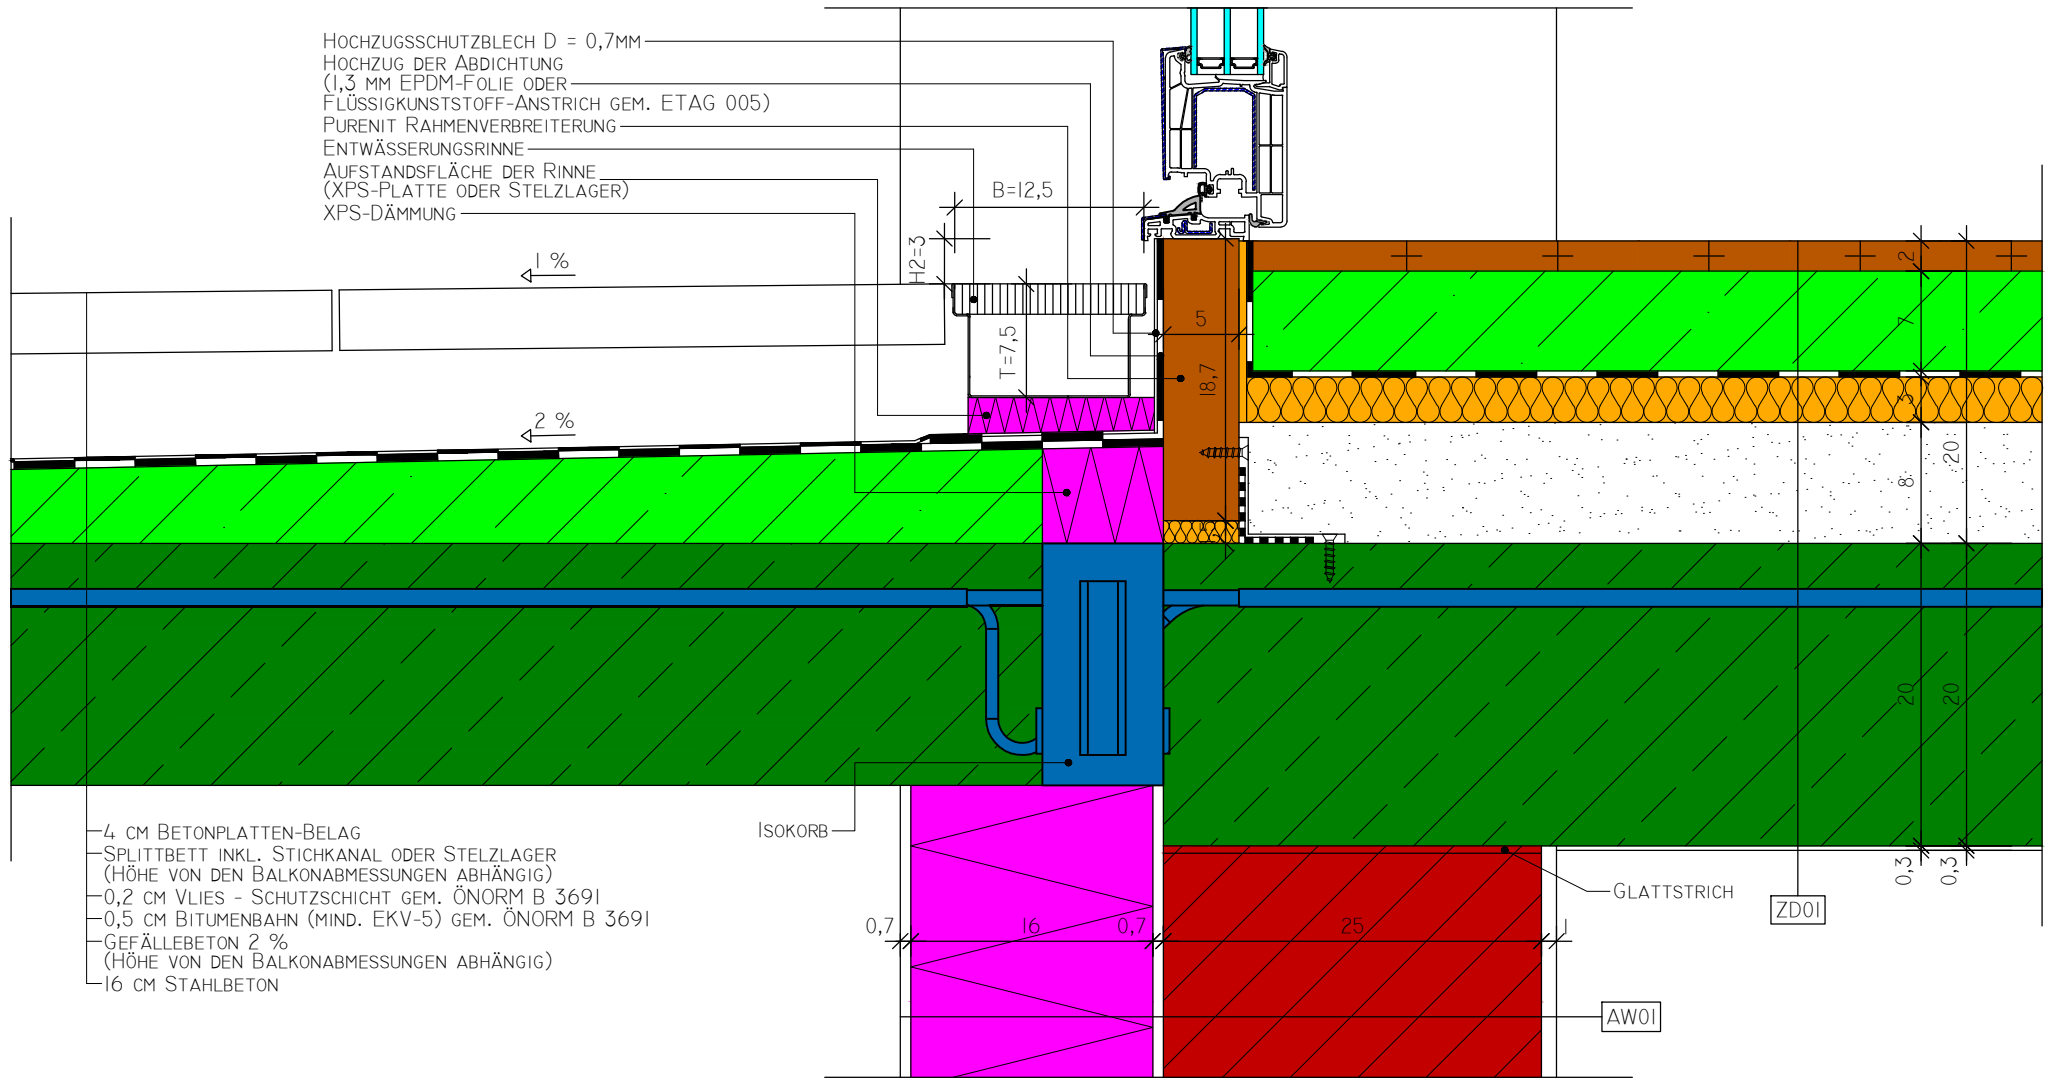 HOCHZUGSSCHUTZBLECH D = 0,7MM
HOCHZUG DER ABDICHTUNG
(1,3 MM EPDM-FOLIE ODER
FLÜSSIGKUNSTSTOFF-ANSTRICH GEM. ETAG 005)
PURENIT RAHMENVERBREITERUNG
ENTWÄSSERUNGSRINNE
AUFSTANDSFLÄCHE DER RINNE
(XPS-PLATTE ODER STELZLAGER)
XPS-DÄMMUNG
B=12,5
H2=3
1 %
T=7,5
5
18,7
2 %
2
7
3
8
20
20
20
0,3
0,3
ISOKORB
4 CM BETONPLATTEN-BELAG
SPLITTBETT INKL. STICHKANAL ODER STELZLAGER
(HÖHE VON DEN BALKONABMESSUNGEN ABHÄNGIG)
0,2 CM VLIES - SCHUTZSCHICHT GEM. ÖNORM B 3691
0,5 CM BITUMENBAHN (MIND. EKV-5) GEM. ÖNORM B 3691
GEFÄLLEBETON 2 %
(HÖHE VON DEN BALKONABMESSUNGEN ABHÄNGIG)
16 CM STAHLBETON
GLATTSTRICH
ZD01
0,7
16
0,7
25
1
AW01